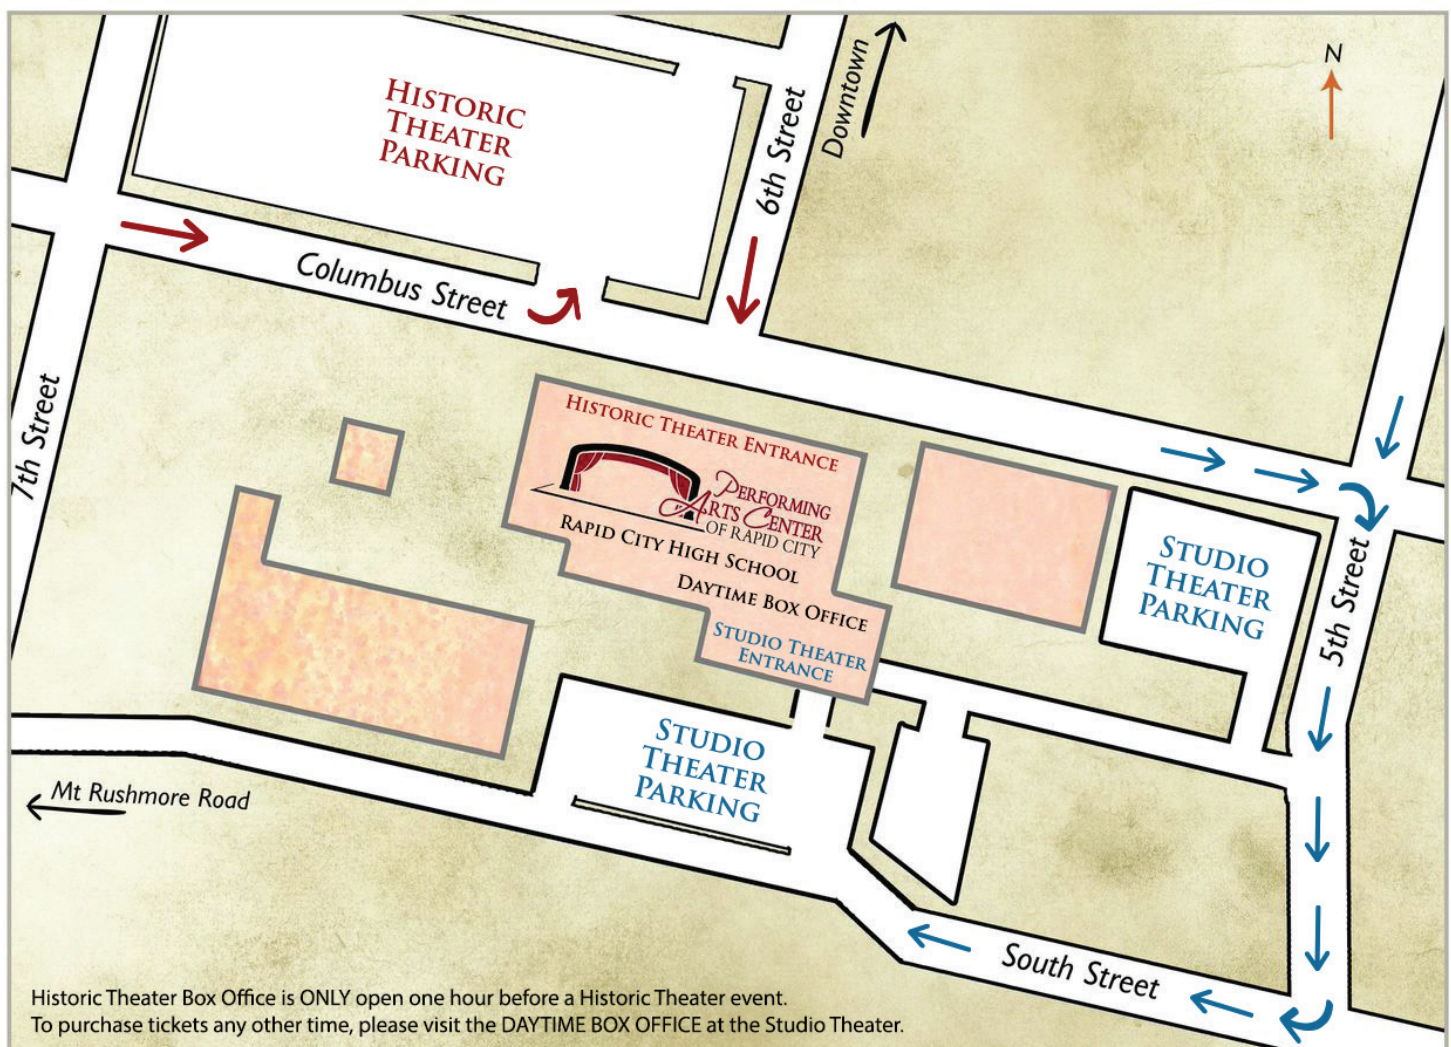 HISTORIC
THEATER
PARKING
6th Street
Downtown
N
Columbus Street
7th Street
HISTORIC THEATER ENTRANCE
PERFORMING
ARTS CENTER
OF RAPID CITY
RAPID CITY HIGH SCHOOL
DAYTIME BOX OFFICE
STUDIO THEATER
ENTRANCE
STUDIO
THEATER
PARKING
5th Street
STUDIO
THEATER
PARKING
Mt Rushmore Road
South Street
Historic Theater Box Office is ONLY open one hour before a Historic Theater event.
To purchase tickets any other time, please visit the DAYTIME BOX OFFICE at the Studio Theater.